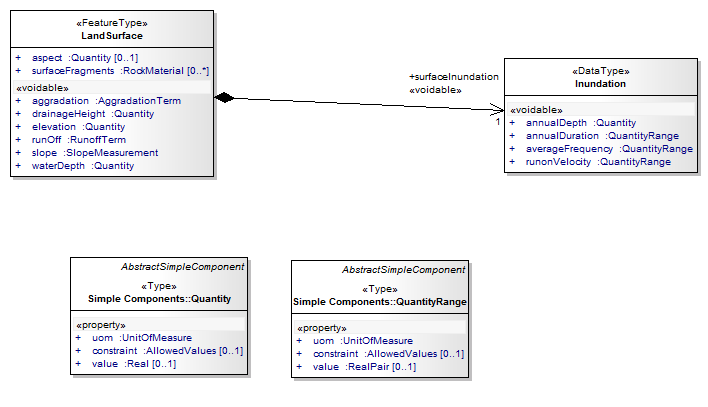 «FeatureType»
LandSurface
+ aspect :Quantity [0..1]
+ surfaceFragments :RockMaterial [0..*]
«voidable»
+ aggradation :AggradationTerm
+ drainageHeight :Quantity
+ elevation :Quantity
+ runOff :RunoffTerm
+ slope :SlopeMeasurement
+ waterDepth :Quantity
+surfaceInundation
«voidable»
1
«DataType»
Inundation
«voidable»
+ annualDepth :Quantity
+ annualDuration :QuantityRange
+ averageFrequency :QuantityRange
+ runonVelocity :QuantityRange
AbstractSimpleComponent
«Type»
Simple Components::Quantity
«property»
+ uom :UnitOfMeasure
+ constraint :AllowedValues [0..1]
+ value :Real [0..1]
AbstractSimpleComponent
«Type»
Simple Components::QuantityRange
«property»
+ uom :UnitOfMeasure
+ constraint :AllowedValues [0..1]
+ value :RealPair [0..1]